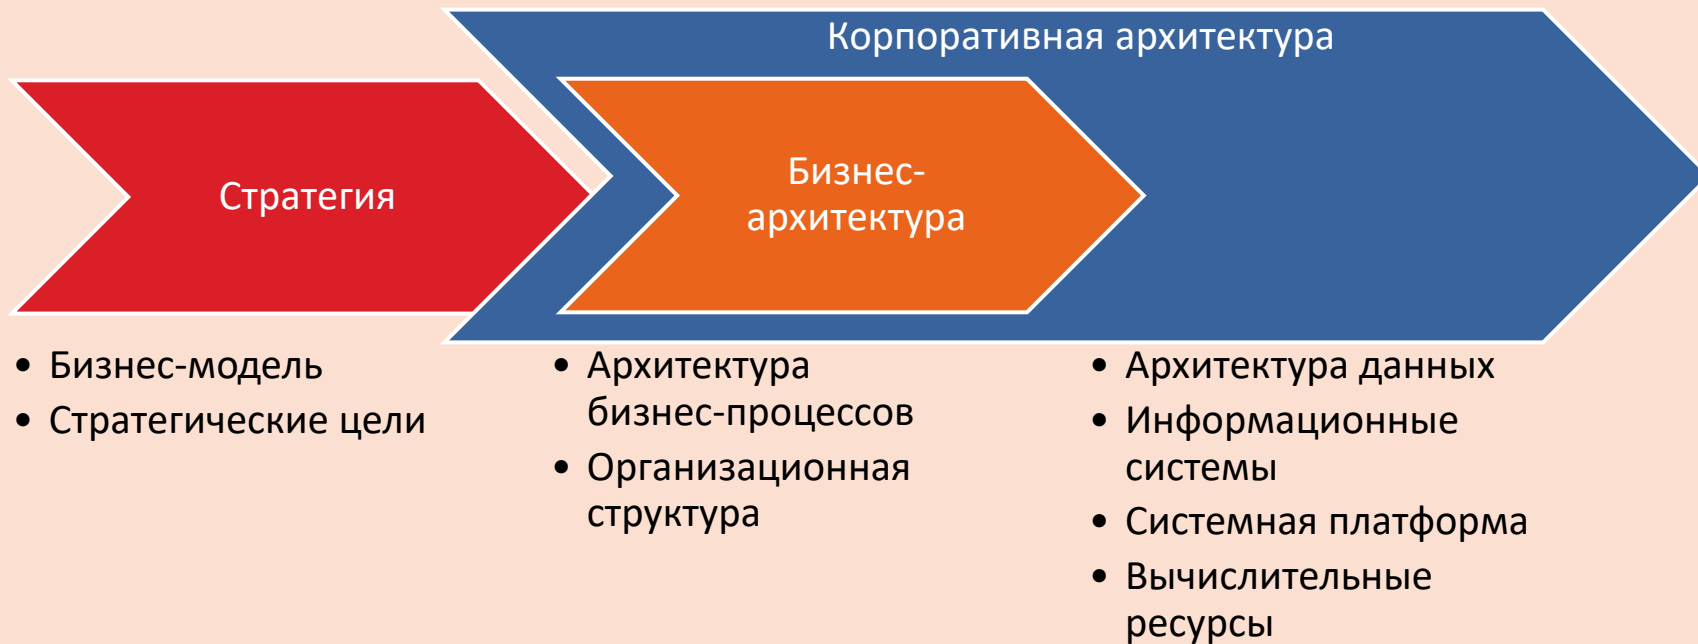 Корпоративная архитектура
Стратегия
Бизнес-
архитектура
• Бизнес-модель
• Стратегические цели
• Архитектура
бизнес-процессов
• Организационная
структура
• Архитектура данных
• Информационные
системы
• Системная платформа
• Вычислительные
ресурсы